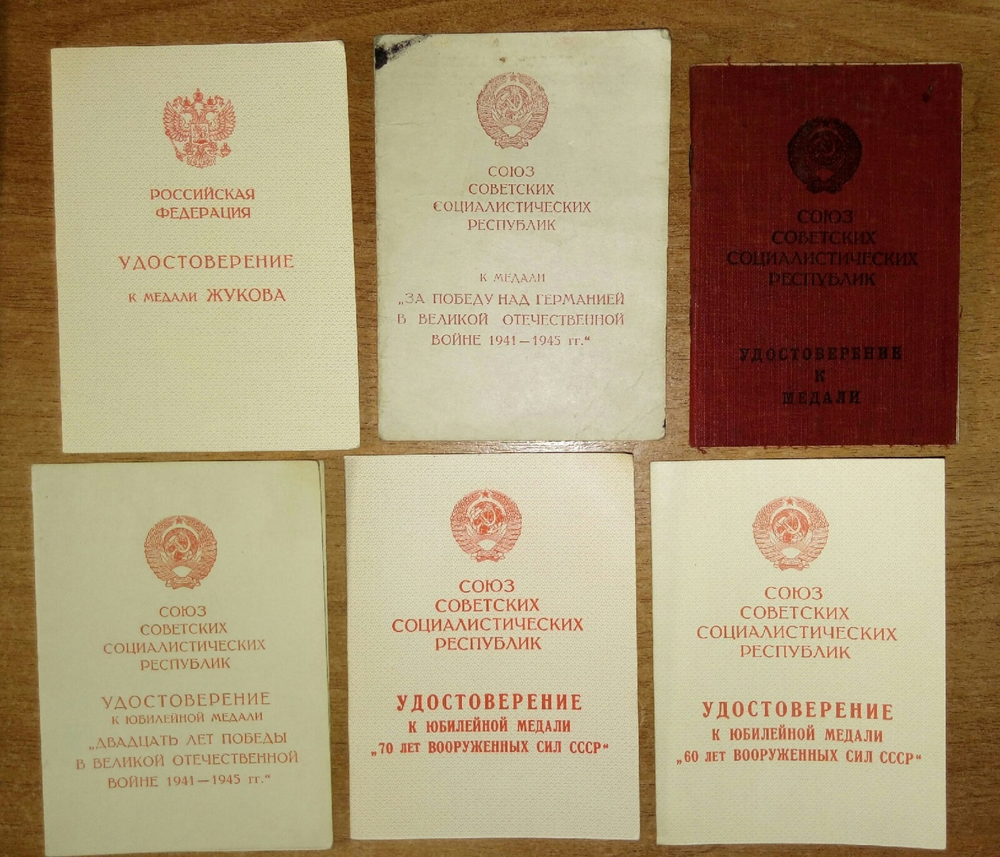 РОССИЙСКАЯ
ФЕДЕРАЦИЯ
УДОСТОВЕРЕНИЕ
К МЕДАЛИ ЖУКОВА
СОЮЗ
СОВЕТСКИХ
СОЦИАЛИСТИЧЕСКИХ
РЕСПУБЛИК
К МЕДАЛИ
„ЗА ПОБЕДУ НАД ГЕРМАНИЕЙ
В ВЕЛИКОЙ ОТЕЧЕСТВЕННОЙ
ВОЙНЕ 1941—1945 гг.“
СОЮЗ
СОВЕТСКИХ
СОЦИАЛИСТИЧЕСКИХ
РЕСПУБЛИК
УДОСТОВЕРЕНИЕ
К
МЕДАЛИ
СОЮЗ
СОВЕТСКИХ
СОЦИАЛИСТИЧЕСКИХ
РЕСПУБЛИК
УДОСТОВЕРЕНИЕ
К ЮБИЛЕЙНОЙ МЕДАЛИ
„ДВАДЦАТЬ ЛЕТ ПОБЕДЫ
В ВЕЛИКОЙ ОТЕЧЕСТВЕННОЙ
ВОЙНЕ 1941—1945 гг.“
СОЮЗ
СОВЕТСКИХ
СОЦИАЛИСТИЧЕСКИХ
РЕСПУБЛИК
УДОСТОВЕРЕНИЕ
К ЮБИЛЕЙНОЙ МЕДАЛИ
„70 ЛЕТ ВООРУЖЕННЫХ СИЛ СССР“
СОЮЗ
СОВЕТСКИХ
СОЦИАЛИСТИЧЕСКИХ
РЕСПУБЛИК
УДОСТОВЕРЕНИЕ
К ЮБИЛЕЙНОЙ МЕДАЛИ
„60 ЛЕТ ВООРУЖЕННЫХ СИЛ СССР“